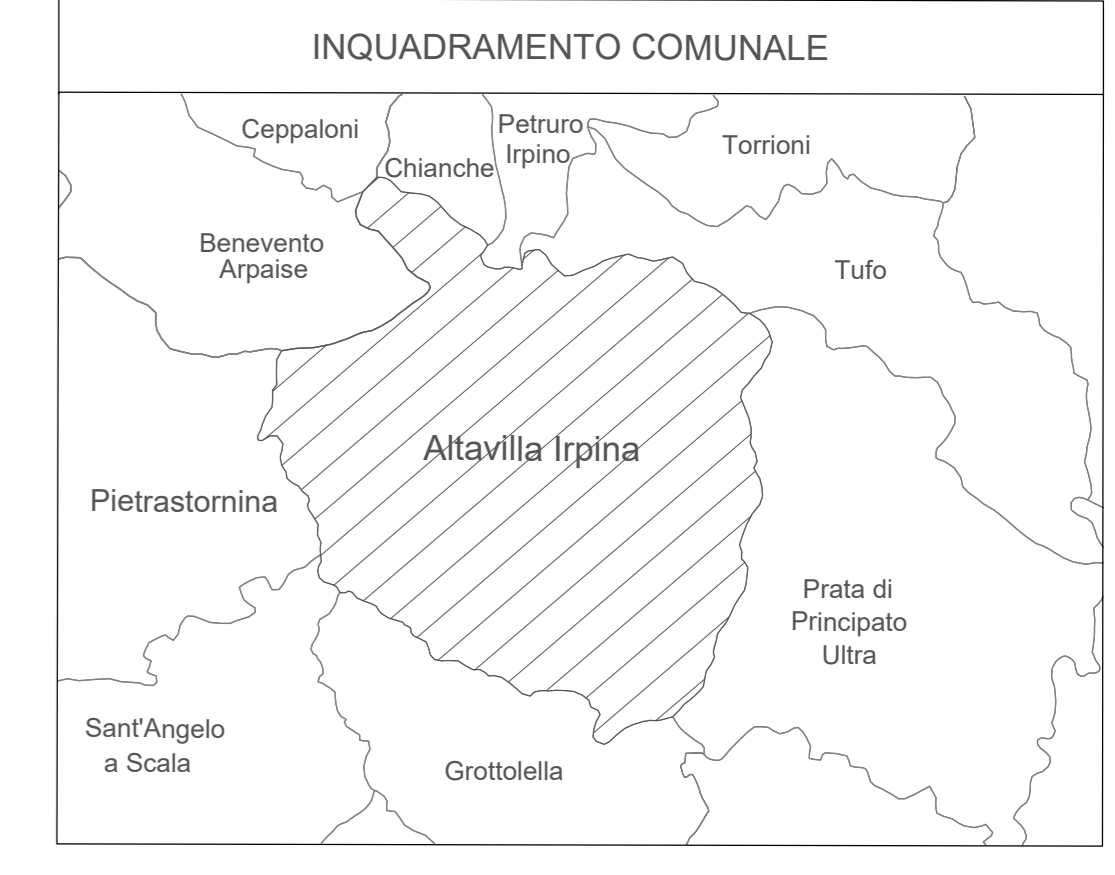 INQUADRAMENTO COMUNALE
Ceppaloni
Chianche
Petruro
Irpino
Torrioni
Benevento
Arpaise
Tufo
Altavilla Irpina
Pietrastornina
Prata di
Principato
Ultra
Sant'Angelo
a Scala
Grottolella